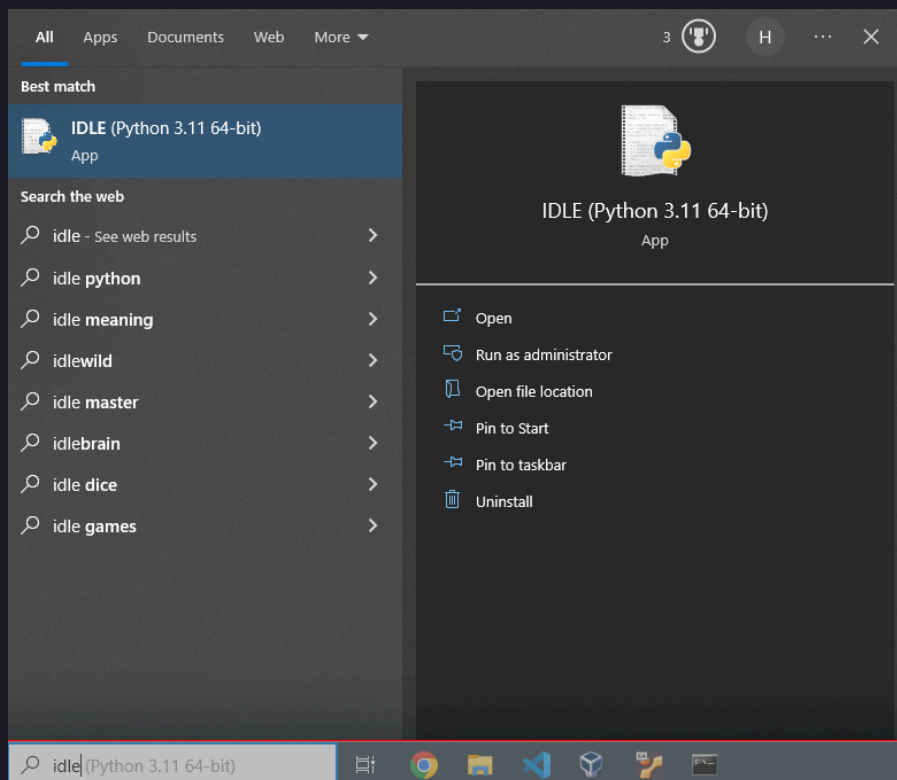 All Apps Documents Web More 3 H ...
Best match
IDLE (Python 3.11 64-bit)
App
Search the web
idle - See web results
idle python
idle meaning
idlewild
idle master
idlebrain
idle dice
idle games
IDLE (Python 3.11 64-bit)
App
Open
Run as administrator
Open file location
Pin to Start
Pin to taskbar
Uninstall
idle (Python 3.11 64-bit)